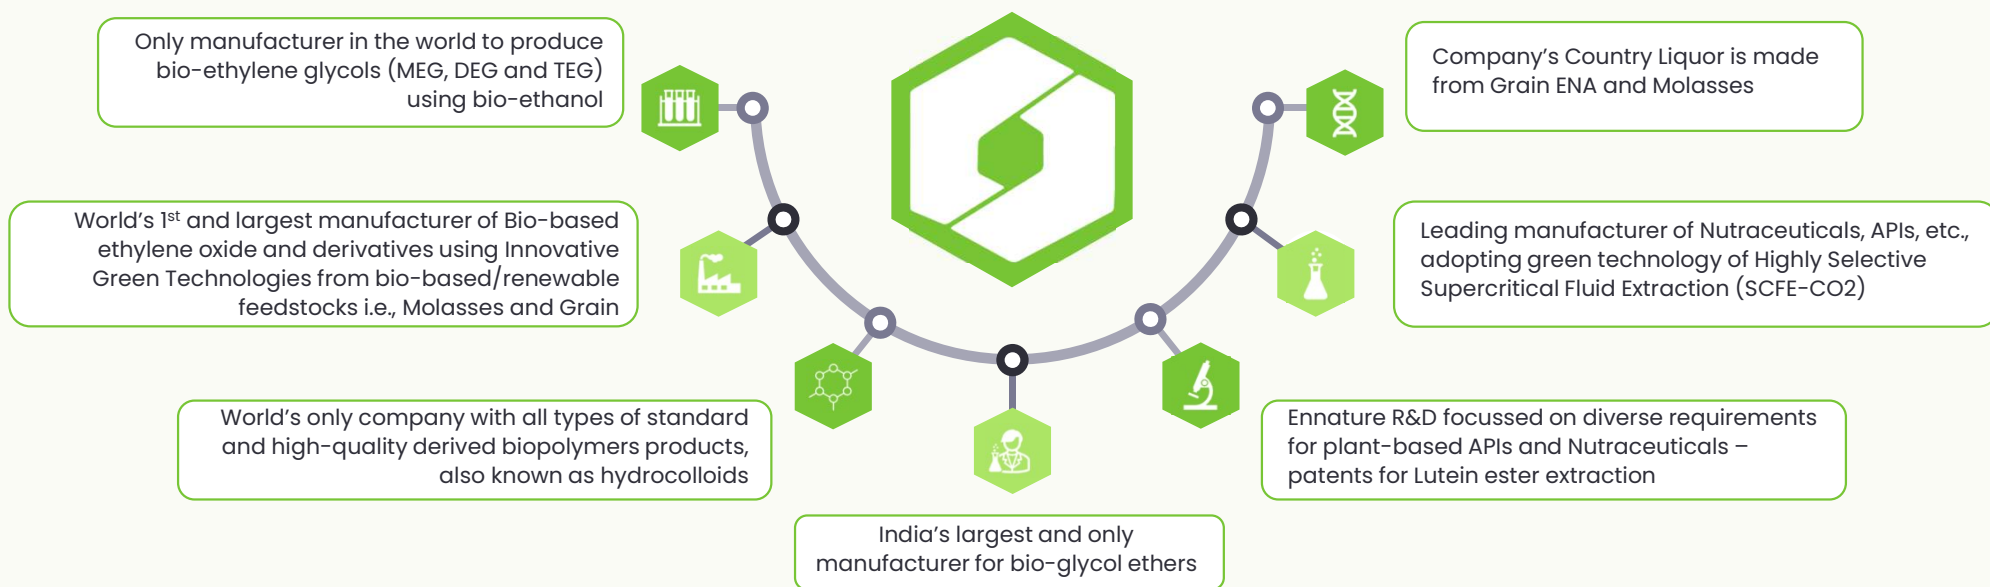 Only manufacturer in the world to produce
bio-ethylene glycols (MEG, DEG and TEG)
using bio-ethanol
World's 1st and largest manufacturer of Bio-based
ethylene oxide and derivatives using Innovative
Green Technologies from bio-based/renewable
feedstocks i.e., Molasses and Grain
World's only company with all types of standard
and high-quality derived biopolymers products,
also known as hydrocolloids
India's largest and only
manufacturer for bio-glycol ethers
Ennature R&D focussed on diverse requirements
for plant-based APIs and Nutraceuticals –
patents for Lutein ester extraction
Leading manufacturer of Nutraceuticals, APIs, etc.,
adopting green technology of Highly Selective
Supercritical Fluid Extraction (SCFE-CO2)
Company's Country Liquor is made
from Grain ENA and Molasses